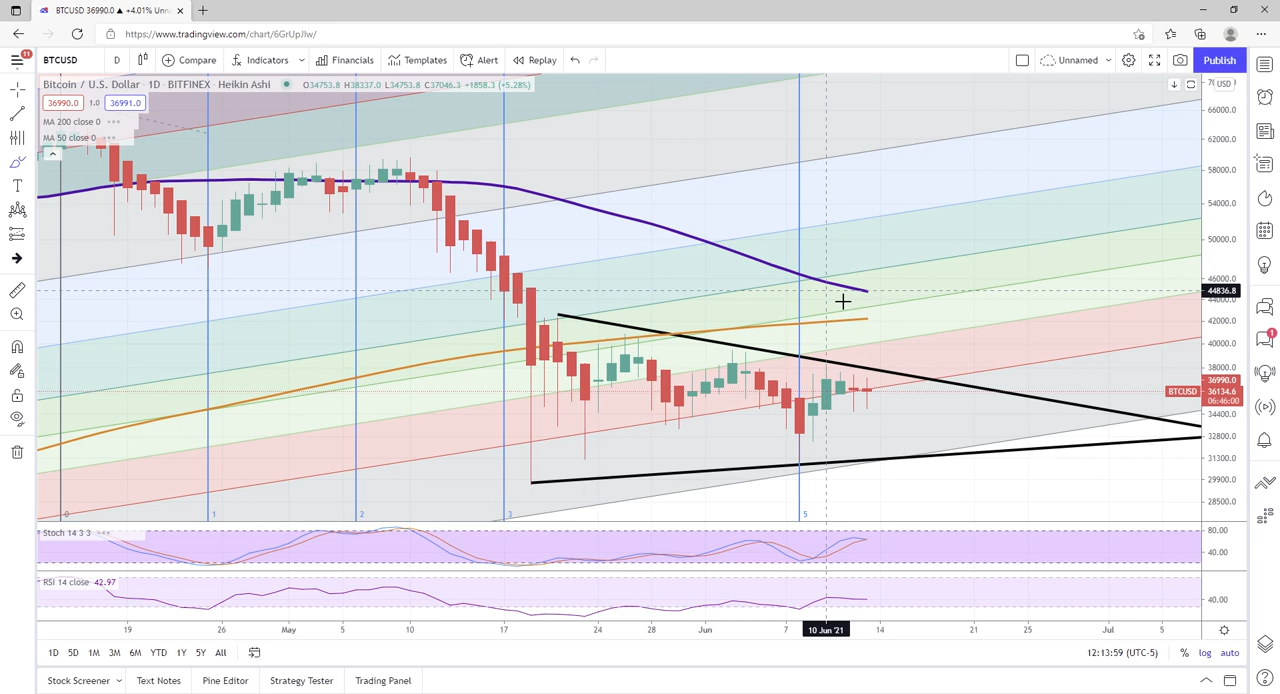 BTCUSD 36990.0 ▲ +4.01% Unn
https://www.tradingview.com/chart/6GrUpJIw/
11
BTCUSD D Compare Indicators Financials Templates Alert Replay Unnamed Publish
Bitcoin / U.S. Dollar · 1D · BITFINEX · Heikin Ashi O34753.8 H38337.0 L34753.8 C37046.3 +1858.3 (+5.28%)
USD
36990.0 1.0 36991.0
MA 200 close 0
MA 50 close 0
66000.0
62000.0
58000.0
54000.0
50000.0
46000.0
44836.8
44000.0
42000.0
40000.0
38000.0
36990.0
BTCUSD 36134.6
06:46:00
34400.0
32800.0
31300.0
29900.0
28500.0
0 1 2 3 5
Stoch 14 3 3
80.00
40.00
RSI 14 close 42.97
40.00
19 26 May 5 10 17 24 28 Jun 7 10 Jun '21 14 21 25 Jul 5
1D 5D 1M 3M 6M YTD 1Y 5Y All 12:13:59 (UTC-5) % log auto
Stock Screener Text Notes Pine Editor Strategy Tester Trading Panel
1